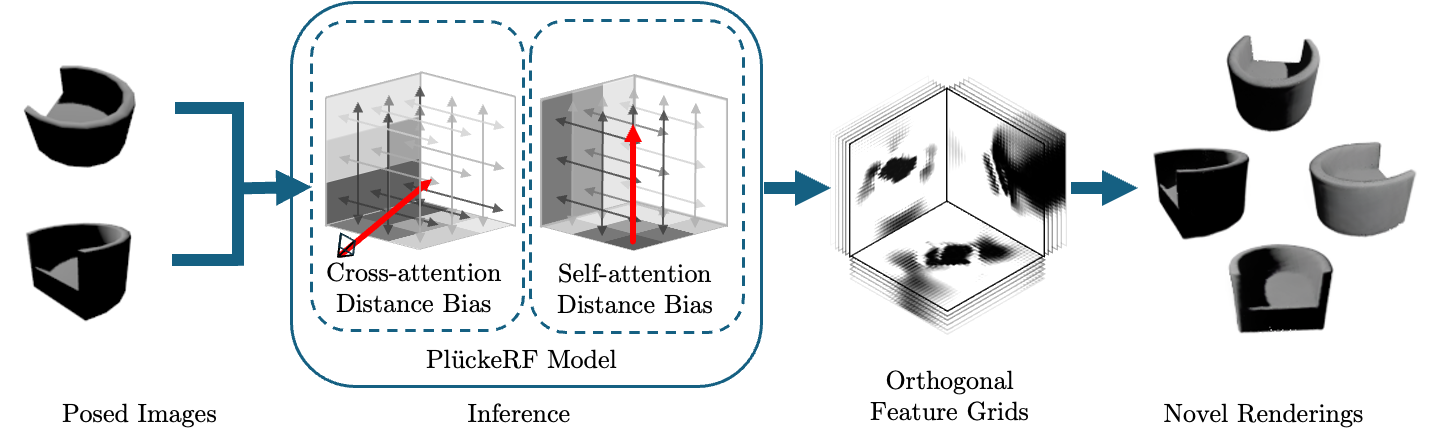 Cross-attention
Distance Bias
Self-attention
Distance Bias
PlückeRF Model
Posed Images
Inference
Orthogonal
Feature Grids
Novel Renderings